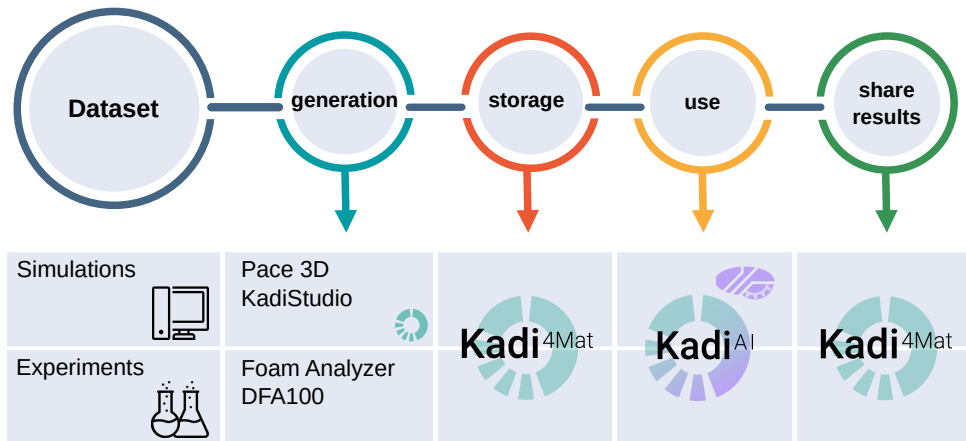 Dataset
generation
storage
use
share
results
Simulations
Pace 3D
KadiStudio
Kadi4Mat
KadiAI
Kadi4Mat
Experiments
Foam Analyzer
DFA100